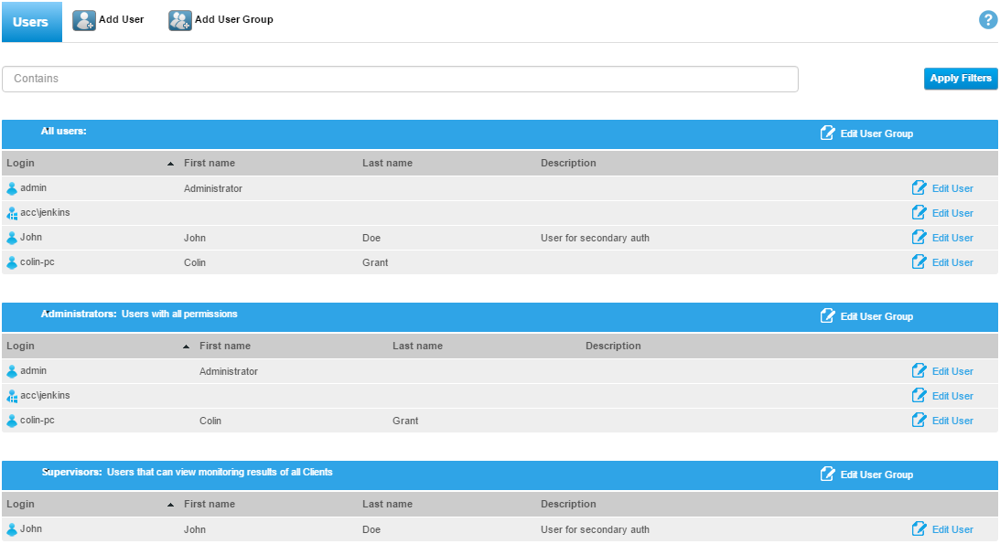 Users Add User Add User Group ?
Contains Apply Filters
All users: Edit User Group
Login First name Last name Description
admin Administrator Edit User
acc\jenkins Edit User
John John Doe User for secondary auth Edit User
colin-pc Colin Grant Edit User
Administrators: Users with all permissions Edit User Group
Login First name Last name Description
admin Administrator Edit User
acc\jenkins Edit User
colin-pc Colin Grant Edit User
Supervisors: Users that can view monitoring results of all Clients Edit User Group
Login First name Last name Description
John John Doe User for secondary auth Edit User